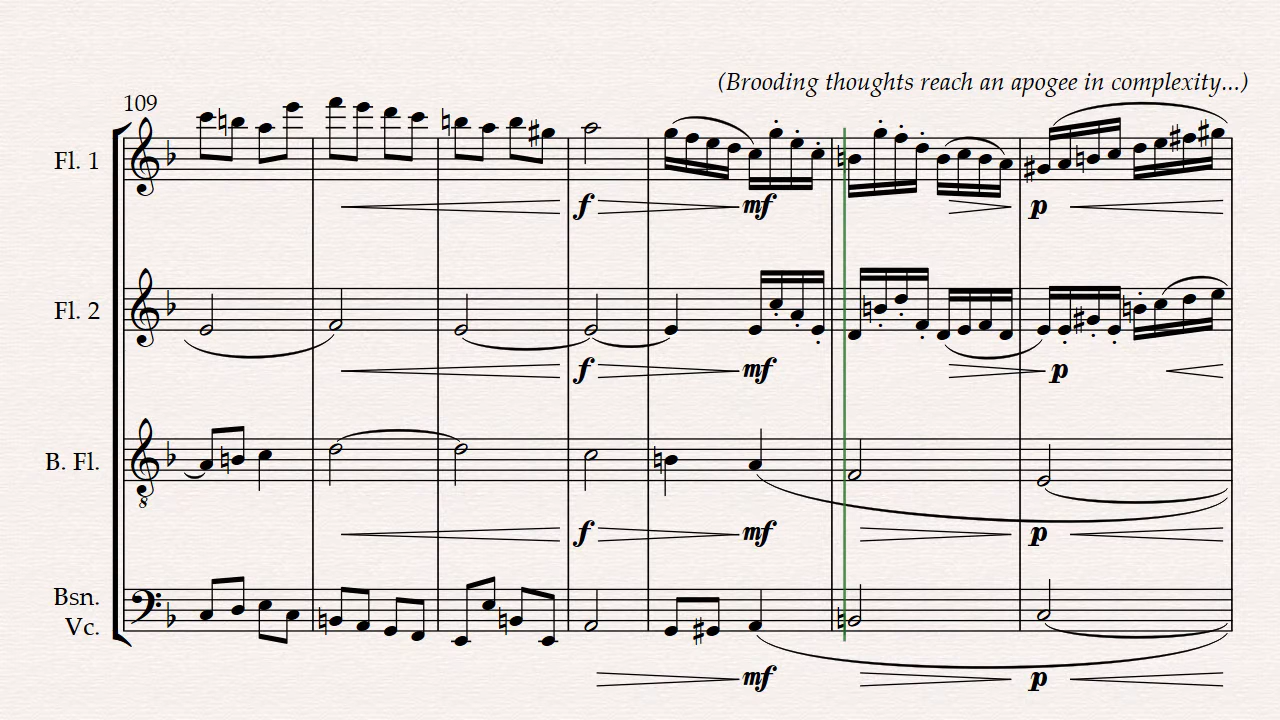 (Brooding thoughts reach an apogee in complexity...)
109
Fl. 1
f mf p
Fl. 2
f mf p
B. Fl.
8
f mf p
Bsn.
Vc.
mf p